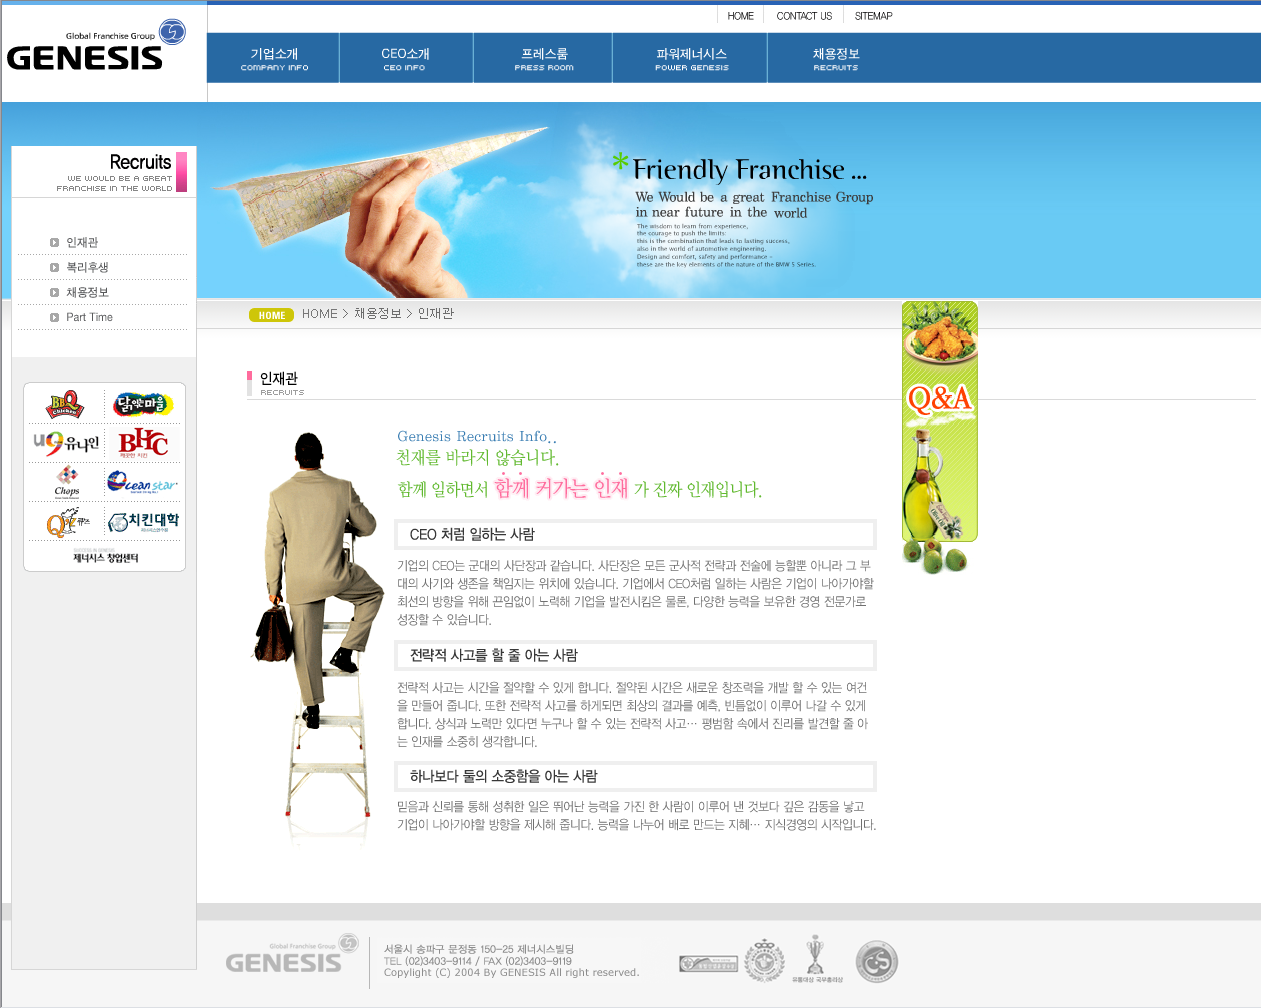 HOME
CONTACT US
SITEMAP
Global Franchise Group
GENESIS
기업소개
COMPANY INFO
CEO소개
CEO INFO
프레스룸
PRESS ROOM
파워제너시스
POWER GENESIS
채용정보
RECRUITS
Recruits
WE WOULD BE A GREAT
FRANCHISE IN THE WORLD
*Friendly Franchise ...
We Would be a great Franchise Group
in near future in the world
The wisdom to learn from experience,
the courage to push the limits:
this is the combination that leads to lasting success,
also in the world of automotive engineering.
Design and comfort, safety and performance -
these are the key elements of the nature of the BMW 5 Series.
인재관
복리후생
채용정보
Part Time
HOME
HOME > 채용정보 > 인재관
Q&A
BBQ
Chicken
닭익는마을
u9 유나인
BHC
Chops
Ocean star
치킨대학
제너시스 창업센터
인재관
RECRUITS
Genesis Recruits Info..
천재를 바라지 않습니다.
함께 일하면서 함께 커가는 인재 가 진짜 인재입니다.
CEO 처럼 일하는 사람
기업의 CEO는 군대의 사단장과 같습니다. 사단장은 모든 군사적 전략과 전술에 능할뿐 아니라 그 부
대의 사기와 생존을 책임지는 위치에 있습니다. 기업에서 CEO처럼 일하는 사람은 기업이 나아가야할
최선의 방향을 위해 끈임없이 노력해 기업을 발전시킴은 물론, 다양한 능력을 보유한 경영 전문가로
성장할 수 있습니다.
전략적 사고를 할 줄 아는 사람
전략적 사고는 시간을 절약할 수 있게 합니다. 절약된 시간은 새로운 창조력을 개발 할 수 있는 여건
을 만들어 줍니다. 또한 전략적 사고를 하게되면 최상의 결과를 예측, 빈틈없이 이루어 나갈 수 있게
합니다. 상식과 노력만 있다면 누구나 할 수 있는 전략적 사고… 평범함 속에서 진리를 발견할 줄 아
는 인재를 소중히 생각합니다.
하나보다 둘의 소중함을 아는 사람
믿음과 신뢰를 통해 성취한 일은 뛰어난 능력을 가진 한 사람이 이루어 낸 것보다 깊은 감동을 낳고
기업이 나아가야할 방향을 제시해 줍니다. 능력을 나누어 배로 만드는 지혜… 지식경영의 시작입니다.
Global Franchise Group
GENESIS
서울시 송파구 문정동 150-25 제너시스빌딩
TEL (02)3403-9114 / FAX (02)3403-9119
Copylight (C) 2004 By GENESIS All right reserved.
유통대상 국무총리상